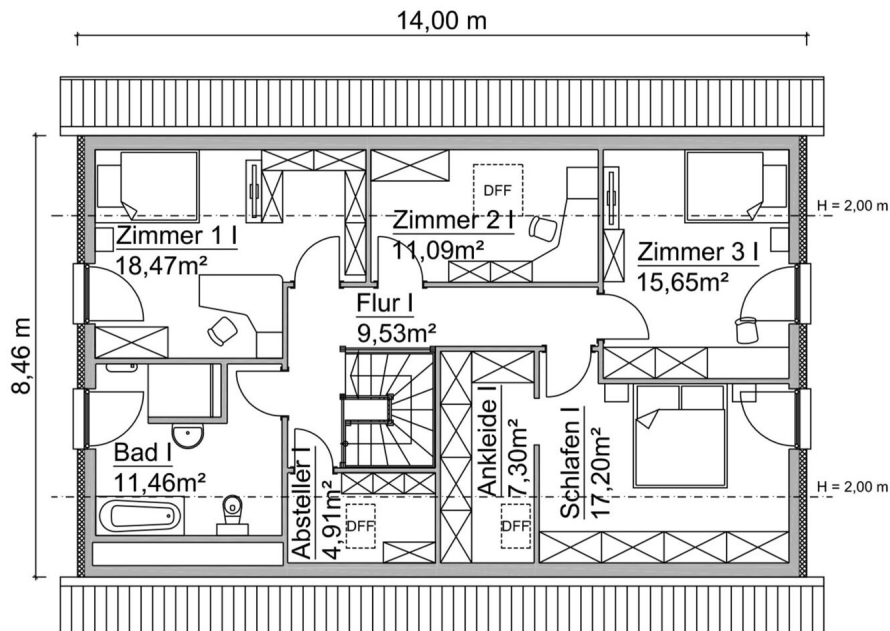 14,00 m
8,46 m
DFF
H = 2,00 m
Zimmer 1 I
18,47m²
Zimmer 2 I
11,09m²
Zimmer 3 I
15,65m²
Flur I
9,53m²
Bad I
11,46m²
Absteller I
4,91m²
DFF
Ankleide I
7,30m²
DFF
Schlafen I
17,20m²
H = 2,00 m